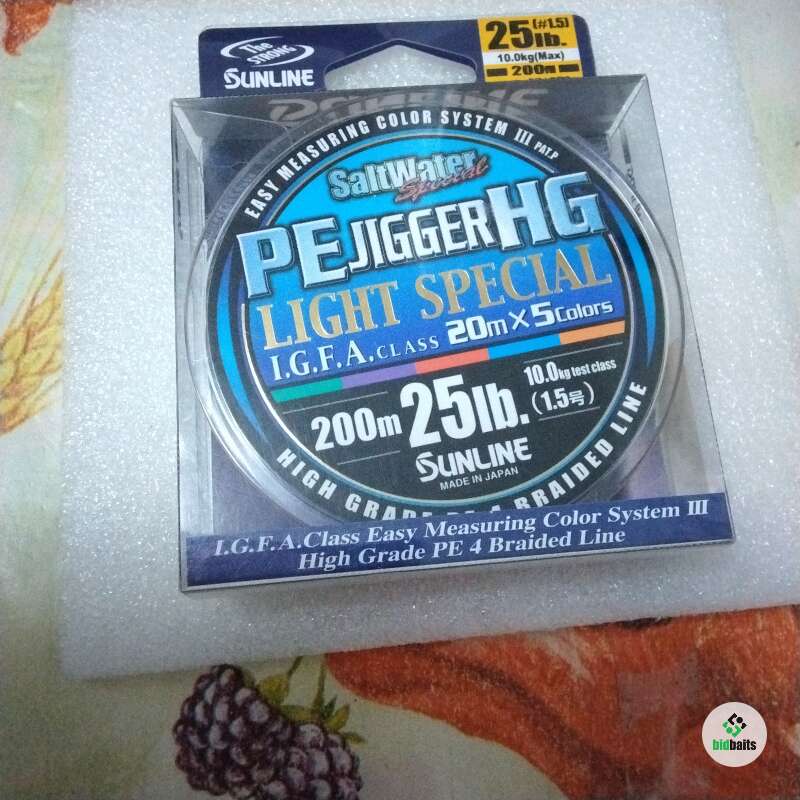 The STRONG
SUNLINE
25lb. (#1.5)
10.0kg(Max)
200m
EASY MEASURING COLOR SYSTEM III PAT.P
SaltWater Special
PE JIGGER HG
LIGHT SPECIAL
I.G.F.A.CLASS 20m×5Colors
200m 25lb. 10.0kg test class
(1.5号)
SUNLINE
MADE IN JAPAN
HIGH GRADE PE 4 BRAIDED LINE
I.G.F.A.Class Easy Measuring Color System III
High Grade PE 4 Braided Line
bidbaits